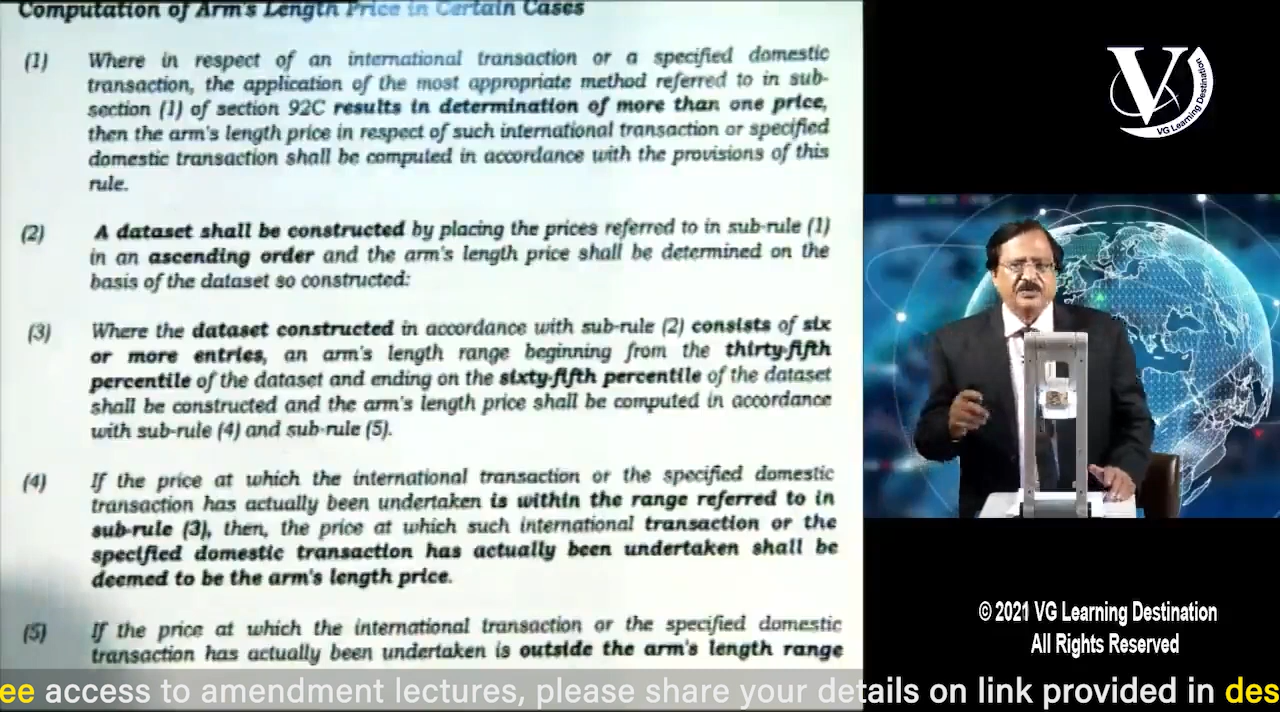 Computation of Arm's Length Price in Certain Cases
(1) Where in respect of an international transaction or a specified domestic
transaction, the application of the most appropriate method referred to in sub-
section (1) of section 92C results in determination of more than one price,
then the arm's length price in respect of such international transaction or specified
domestic transaction shall be computed in accordance with the provisions of this
rule.
(2) A dataset shall be constructed by placing the prices referred to in sub-rule (1)
in an ascending order and the arm's length price shall be determined on the
basis of the dataset so constructed:
(3) Where the dataset constructed in accordance with sub-rule (2) consists of six
or more entries, an arm's length range beginning from the thirty-fifth
percentile of the dataset and ending on the sixty-fifth percentile of the dataset
shall be constructed and the arm's length price shall be computed in accordance
with sub-rule (4) and sub-rule (5).
(4) If the price at which the international transaction or the specified domestic
transaction has actually been undertaken is within the range referred to in
sub-rule (3), then, the price at which such international transaction or the
specified domestic transaction has actually been undertaken shall be
deemed to be the arm's length price.
(5) If the price at which the international transaction or the specified domestic
transaction has actually been undertaken is outside the arm's length range
V
VG Learning Destination
© 2021 VG Learning Destination
All Rights Reserved
ee access to amendment lectures, please share your details on link provided in des